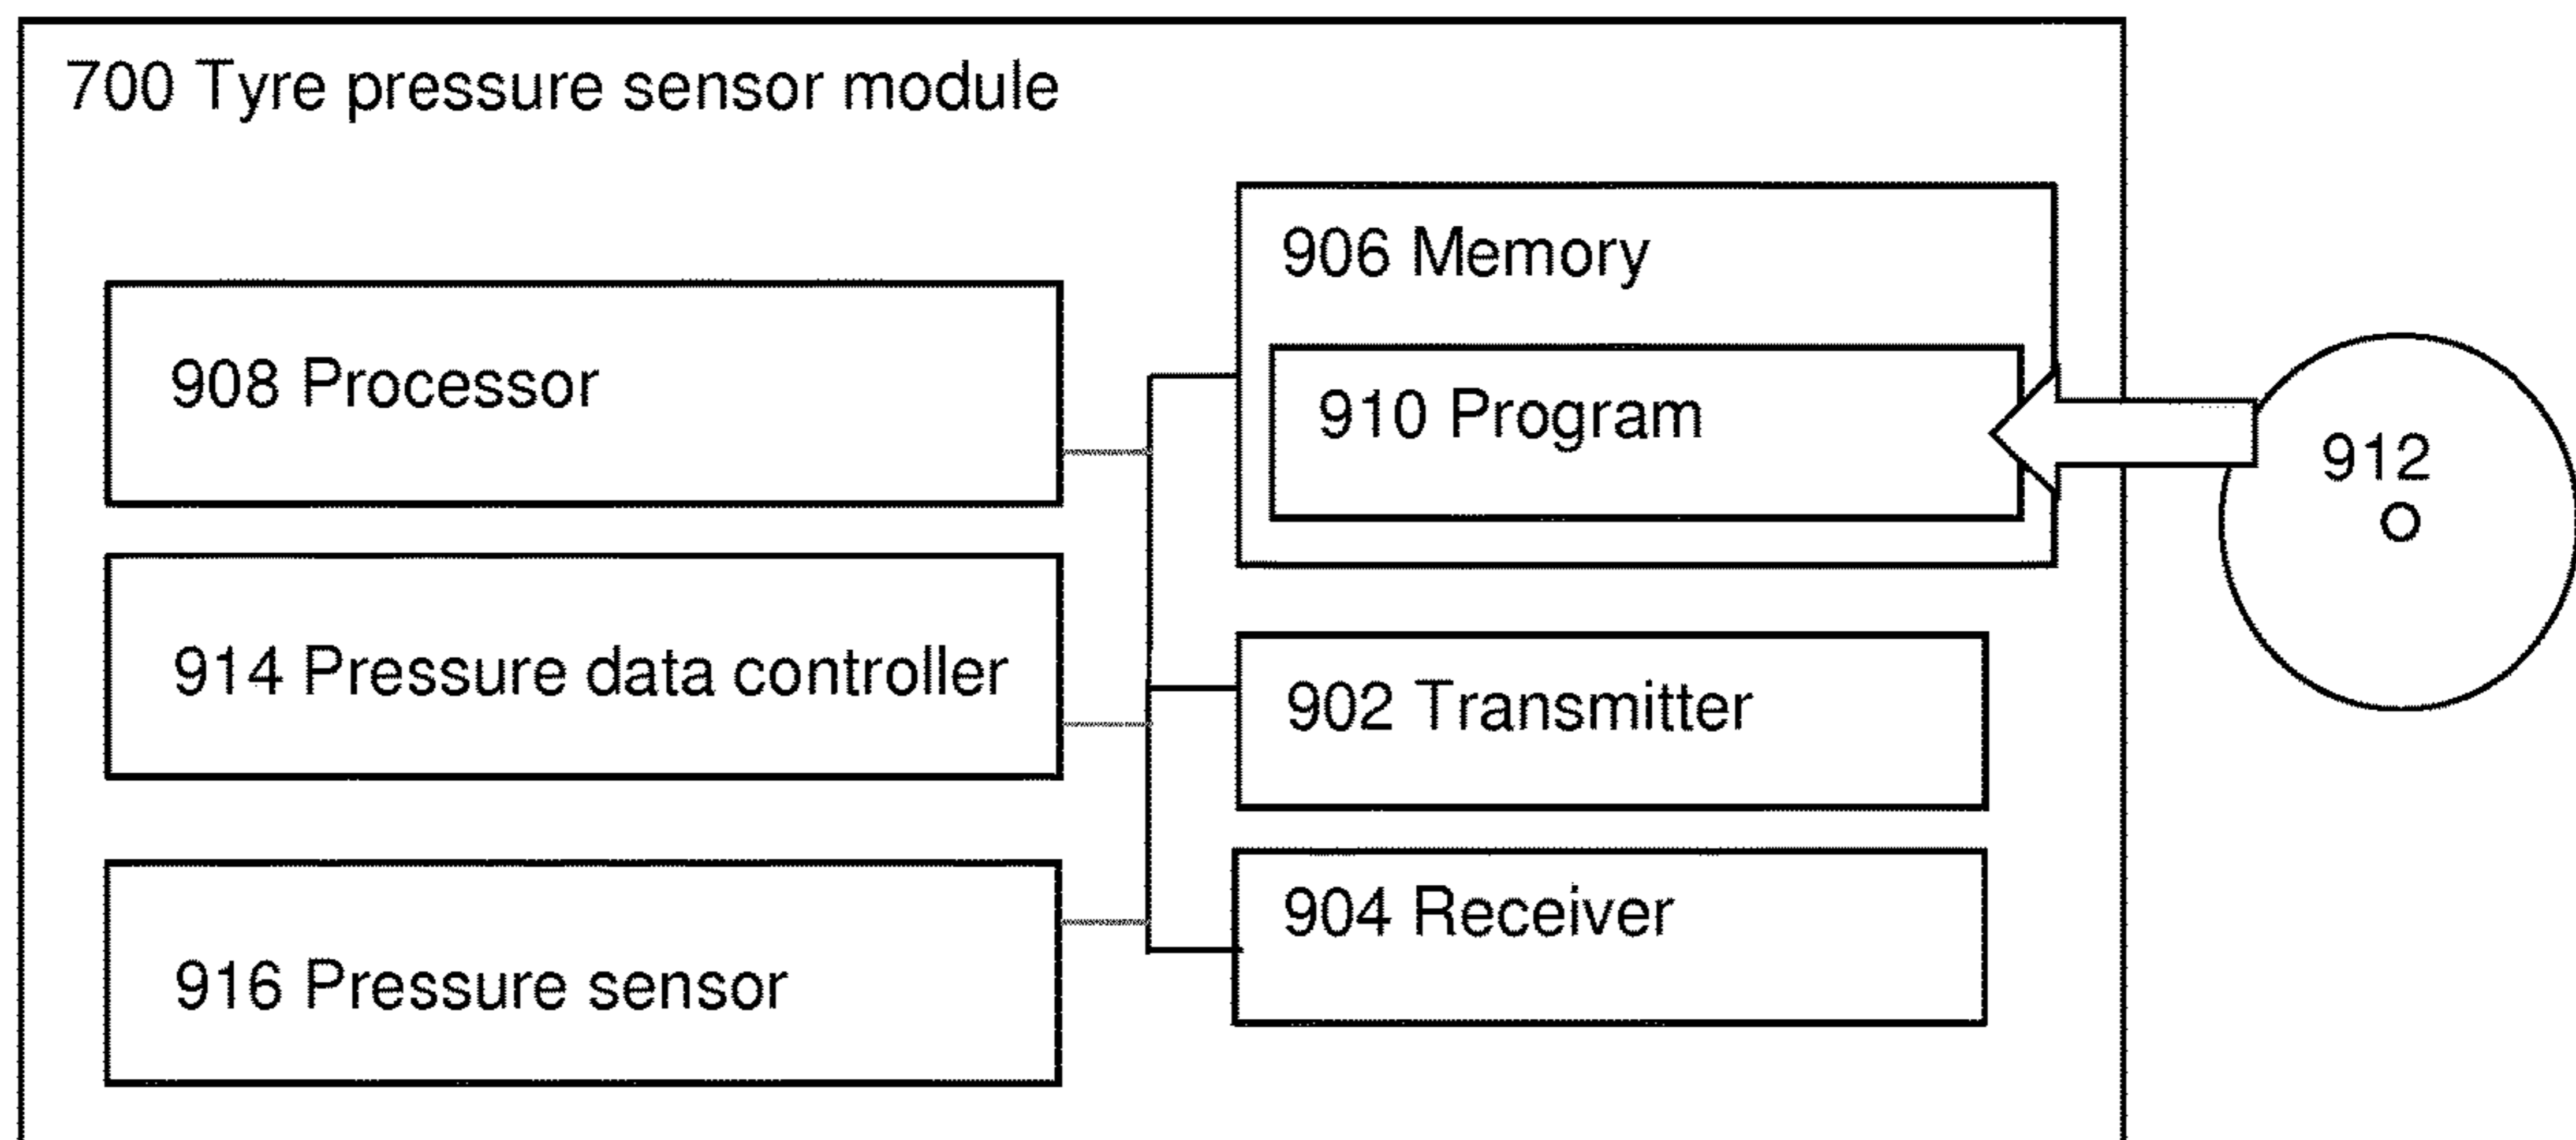 700 Tyre pressure sensor module
908 Processor
914 Pressure data controller
916 Pressure sensor
906 Memory
910 Program
902 Transmitter
904 Receiver
912